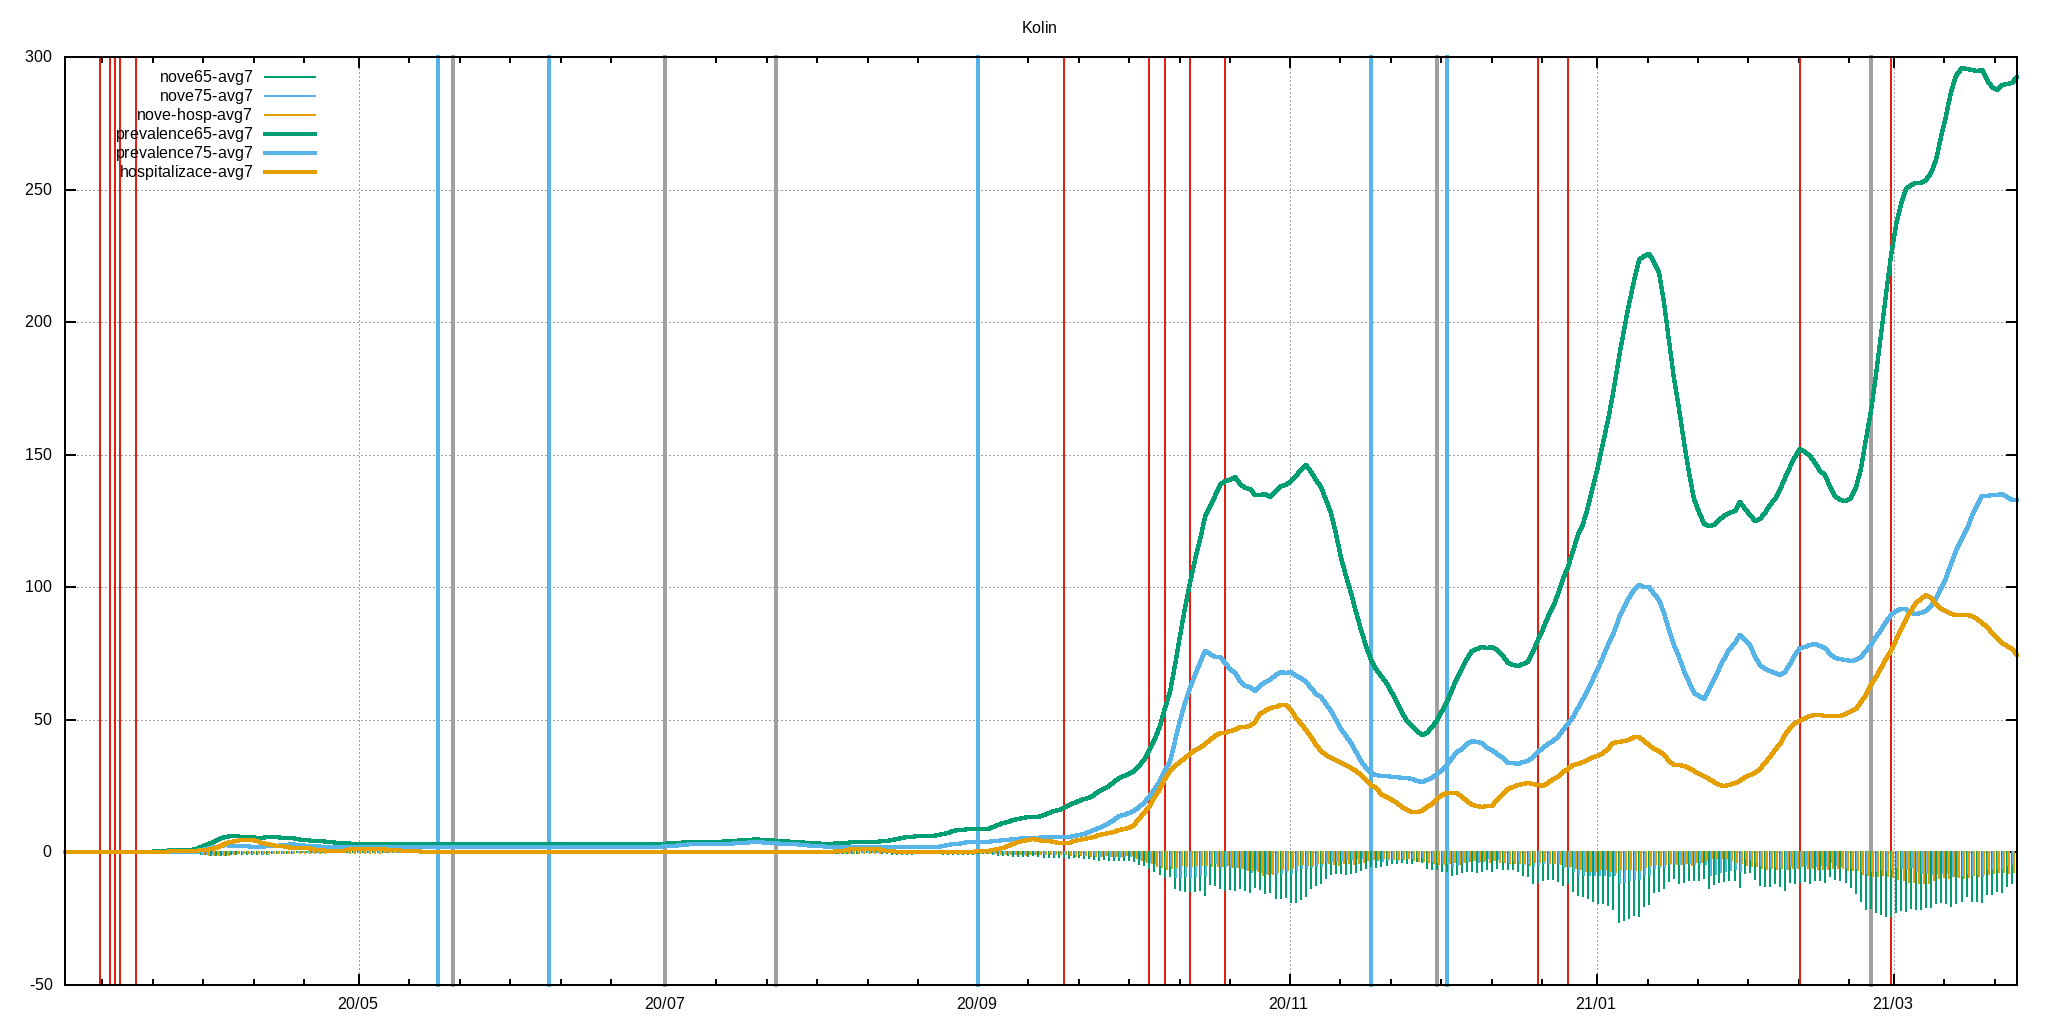 Kolin
300
nove65-avg7
nove75-avg7
nove-hosp-avg7
prevalence65-avg7
prevalence75-avg7
hospitalizace-avg7
250
200
150
100
50
0
-50
20/05 20/07 20/09 20/11 21/01 21/03